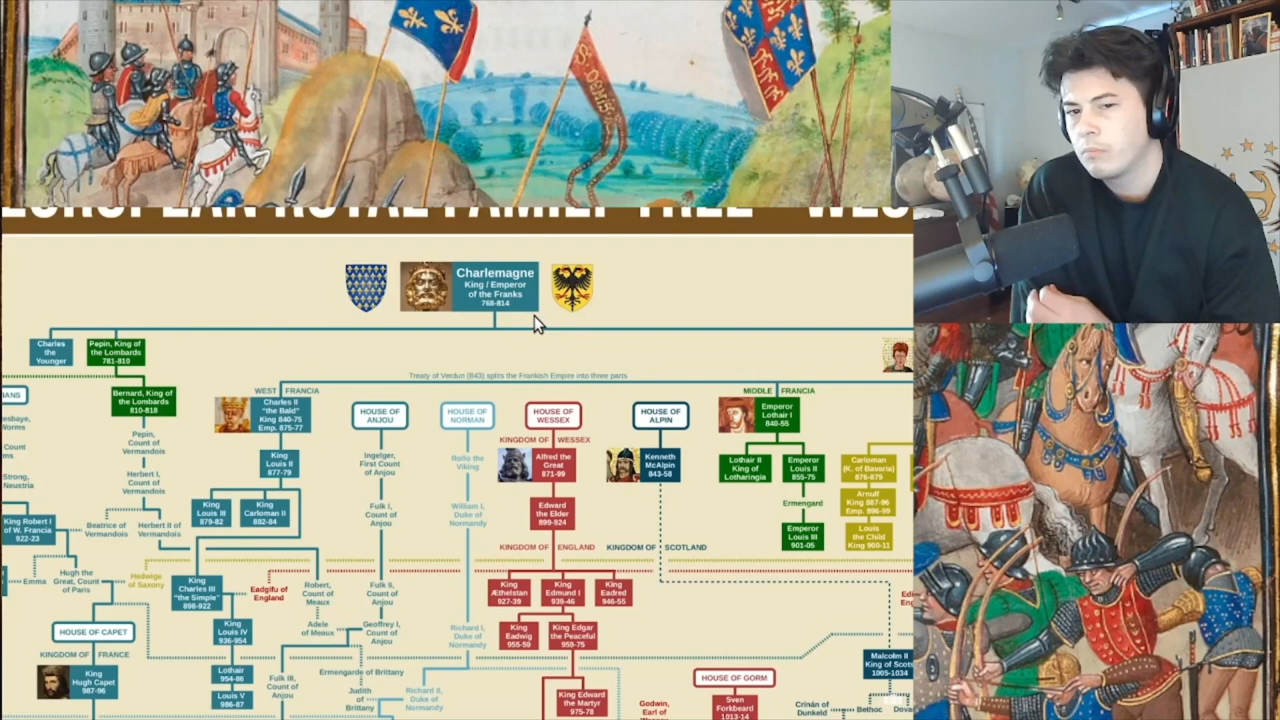 S. DENIS
EUROPEAN ROYAL FAMILY TREE
Charlemagne
King / Emperor
of the Franks
768-814
Charles
the
Younger
Pepin, King of
the Lombards
781-810
Treaty of Verdun (843) splits the Frankish Empire into three parts
Bernard, King of
the Lombards
810-818
WEST FRANCIA
Charles II
"the Bald"
King 840-75
Emp. 875-77
HOUSE OF
ANJOU
HOUSE OF
NORMAN
HOUSE OF
WESSEX
HOUSE OF
ALPIN
MIDDLE FRANCIA
Emperor
Lothair I
840-55
Pepin,
Count of
Vermandois
King
Louis II
877-79
Ingelger,
First Count
of Anjou
Rollo the
Viking
KINGDOM OF WESSEX
Alfred the
Great
871-99
Kenneth
McAlpin
843-58
Lothair II
King of
Lotharingia
Emperor
Louis II
855-75
Carloman
(K. of Bavaria)
876-879
Count
Strong,
Neustria
Herbert I,
Count of
Vermandois
King
Louis III
879-82
King
Carloman II
882-84
Fulk I,
Count of
Anjou
William I,
Duke of
Normandy
Edward
the Elder
899-924
Ermengard
Arnulf
King 887-96
Emp. 896-99
King Robert I
of W. Francia
922-23
Beatrice of
Vermandois
Herbert II of
Vermandois
Emperor
Louis III
901-05
Louis
the Child
King 900-11
KINGDOM OF ENGLAND
KINGDOM OF SCOTLAND
Emma
Hugh the
Great, Count
of Paris
Hedwige
of Saxony
King
Charles III
"the Simple"
898-922
Eadgifu of
England
Robert,
Count of
Meaux
Fulk II,
Count of
Anjou
King
Æthelstan
927-39
King
Edmund I
939-46
King
Eadred
946-55
HOUSE OF CAPET
King
Louis IV
936-954
Adele
of Meaux
Geoffrey I,
Count of
Anjou
Richard I,
Duke of
Normandy
King
Eadwig
955-59
King Edgar
the Peaceful
959-75
KINGDOM OF FRANCE
King
Hugh Capet
987-96
Lothair
954-86
Louis V
986-87
Fulk III,
Count of
Anjou
Ermengarde of Brittany
Judith
of
Brittany
Richard II,
Duke of
Normandy
King Edward
the Martyr
975-78
Godwin,
Earl of
HOUSE OF GORM
Sven
Forkbeard
1013-14
Malcolm II
King of Scots
1005-1034
Crínán of
Dunkeld
Bethoc